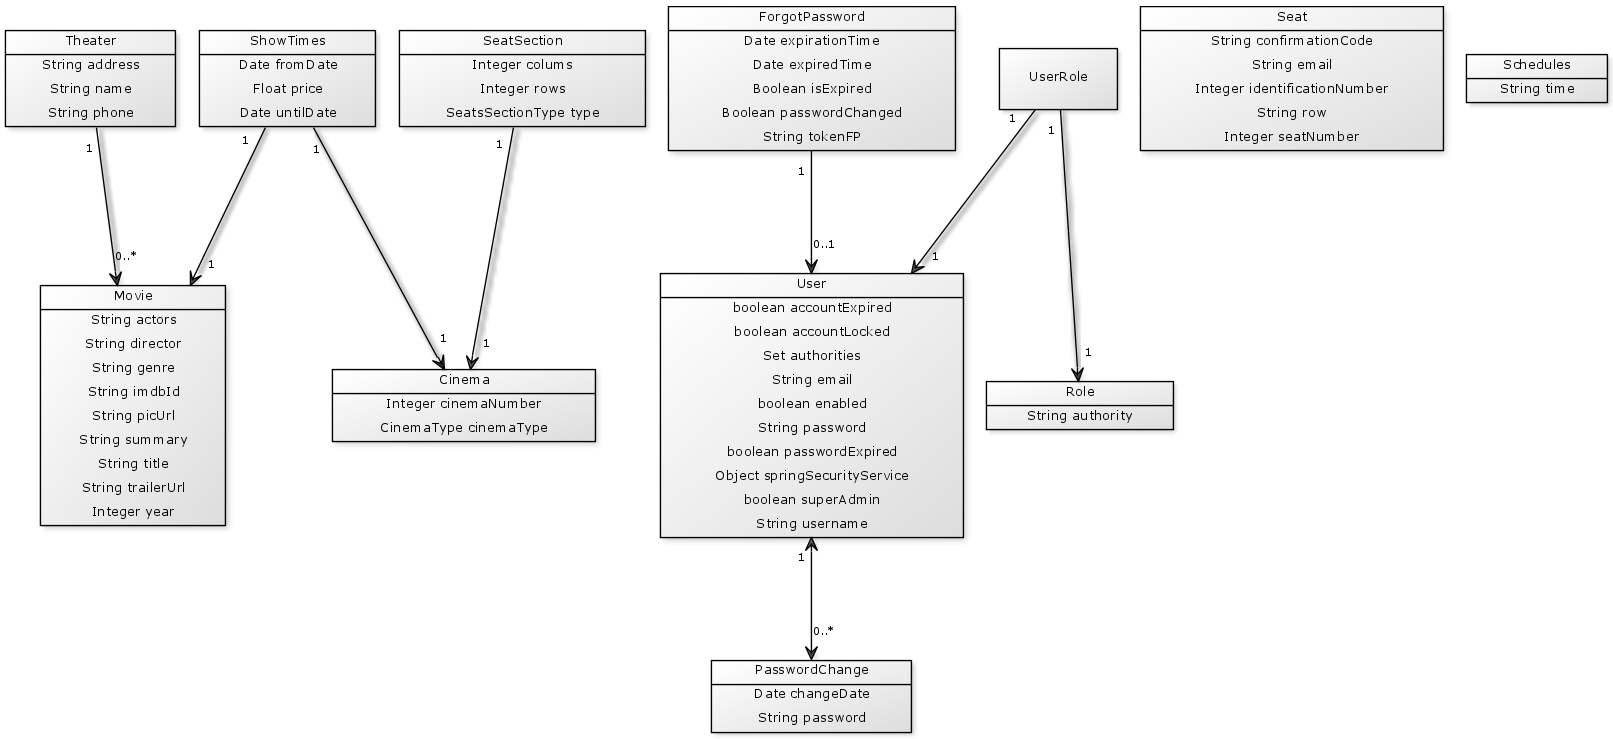 Theater
String address
String name
String phone
ShowTimes
Date fromDate
Float price
Date untilDate
SeatSection
Integer colums
Integer rows
SeatsSectionType type
ForgotPassword
Date expirationTime
Date expiredTime
Boolean isExpired
Boolean passwordChanged
String tokenFP
UserRole
Seat
String confirmationCode
String email
Integer identificationNumber
String row
Integer seatNumber
Schedules
String time
1
1
1
1
1
1
1
0..*
1
1
1
0..1
1
1
Movie
String actors
String director
String genre
String imdbId
String picUrl
String summary
String title
String trailerUrl
Integer year
Cinema
Integer cinemaNumber
CinemaType cinemaType
User
boolean accountExpired
boolean accountLocked
Set authorities
String email
boolean enabled
String password
boolean passwordExpired
Object springSecurityService
boolean superAdmin
String username
Role
String authority
1
0..*
PasswordChange
Date changeDate
String password